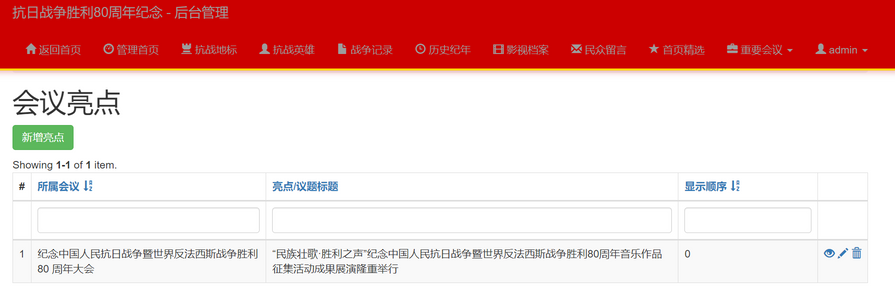 抗日战争胜利80周年纪念 - 后台管理
返回首页 管理首页 抗战地标 抗战英雄 战争记录 历史纪年 影视档案 民众留言 首页精选 重要会议 admin
会议亮点
新增亮点
Showing 1-1 of 1 item.
# 所属会议 亮点/议题标题 显示顺序
1 纪念中国人民抗日战争暨世界反法西斯战争胜利 “民族壮歌·胜利之声”纪念中国人民抗日战争暨世界反法西斯战争胜利80周年音乐作品 0
80 周年大会 征集活动成果展演隆重举行